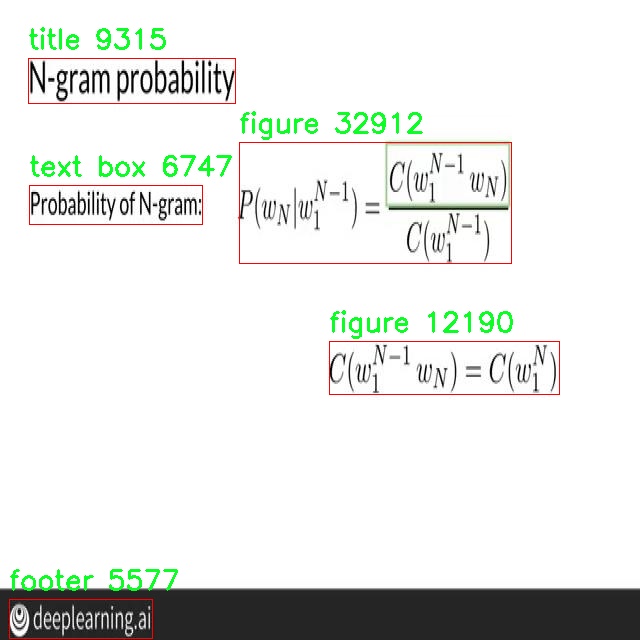 title 9315
N-gram probability
figure 32912
text box 6747
Probability of N-gram:
P(w_N|w_1^{N-1}) = \frac{C(w_1^{N-1} w_N)}{C(w_1^{N-1})}
figure 12190
C(w_1^{N-1} w_N) = C(w_1^N)
footer 5577
deeplearning.ai